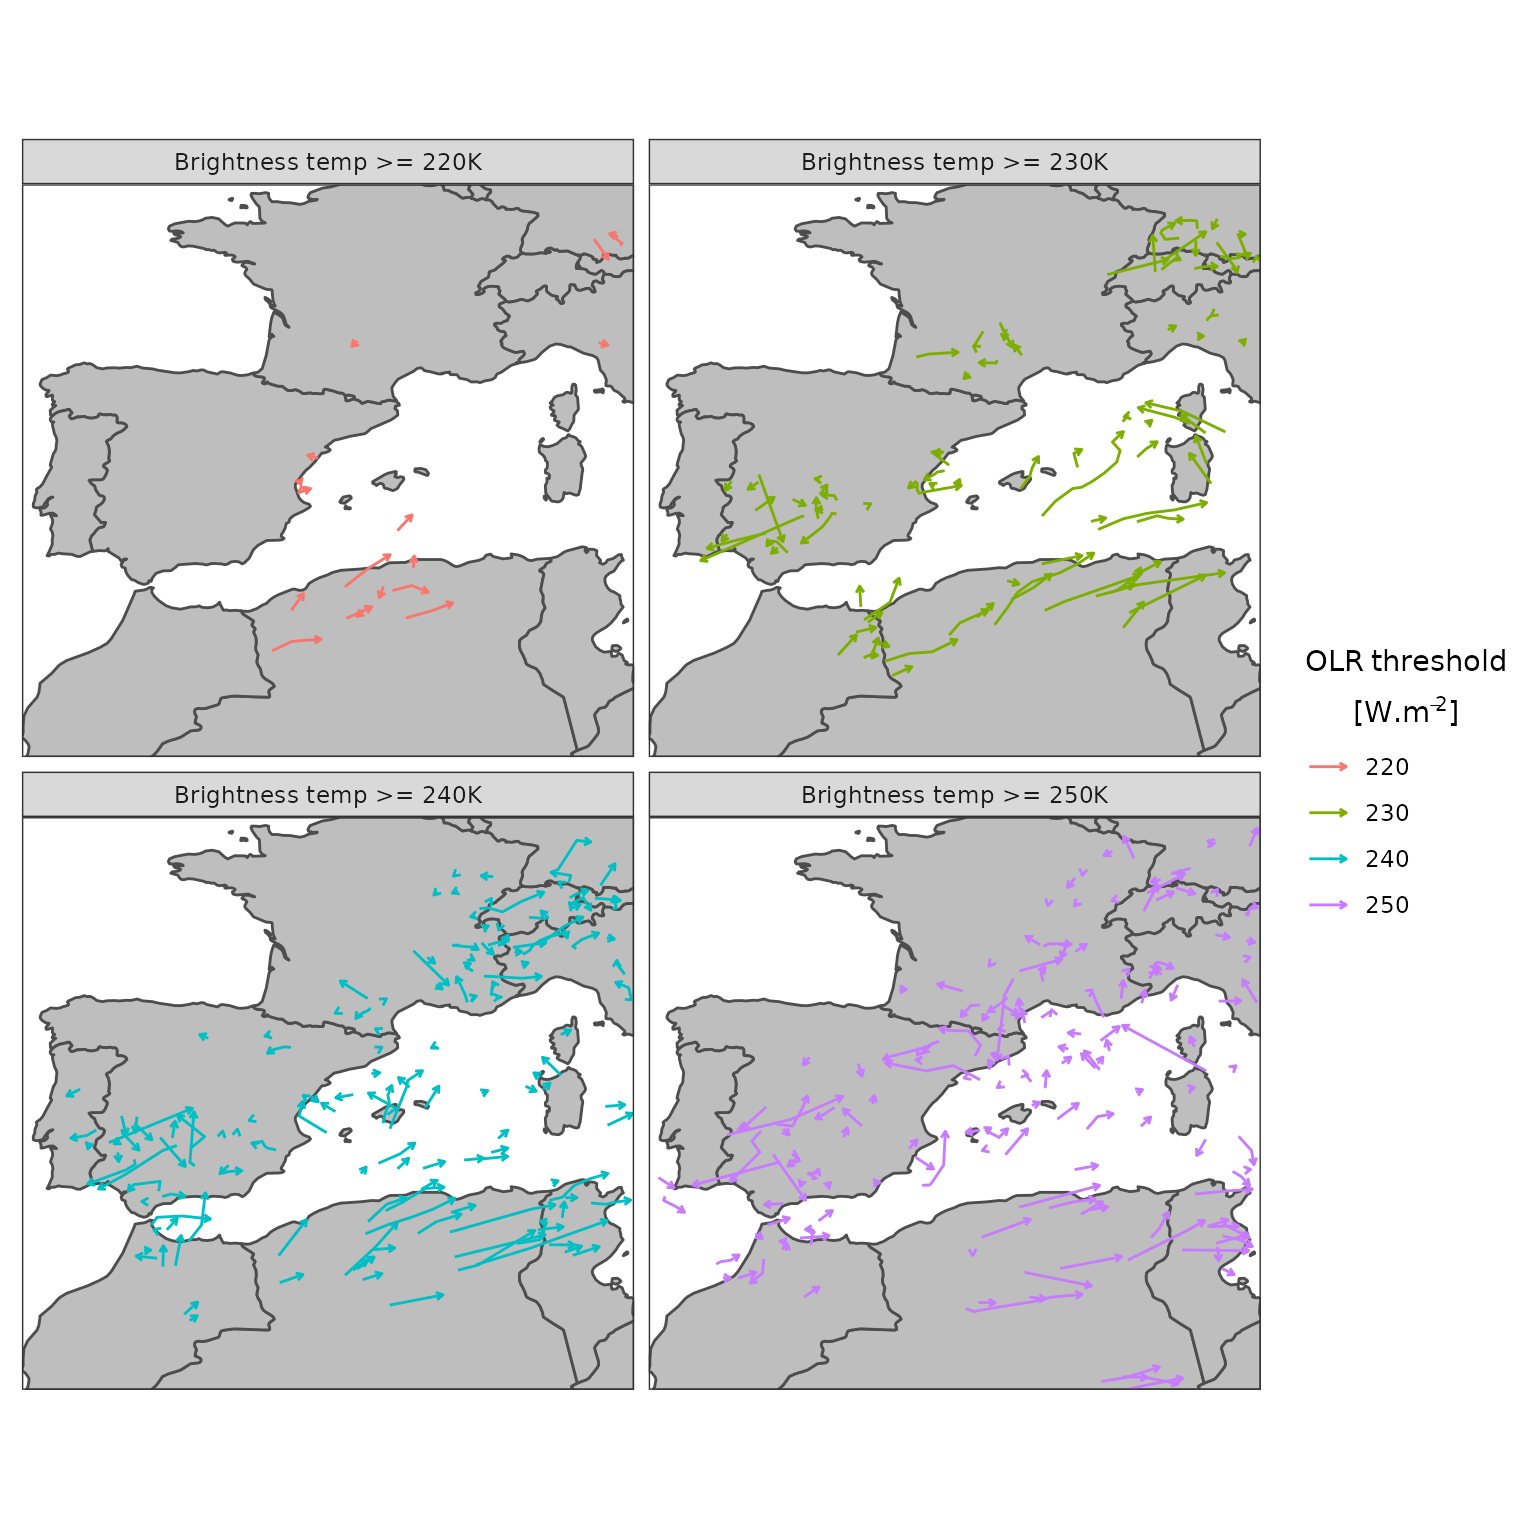 Brightness temp >= 220K
Brightness temp >= 230K
Brightness temp >= 240K
Brightness temp >= 250K
OLR threshold
[W.m⁻²]
220
230
240
250